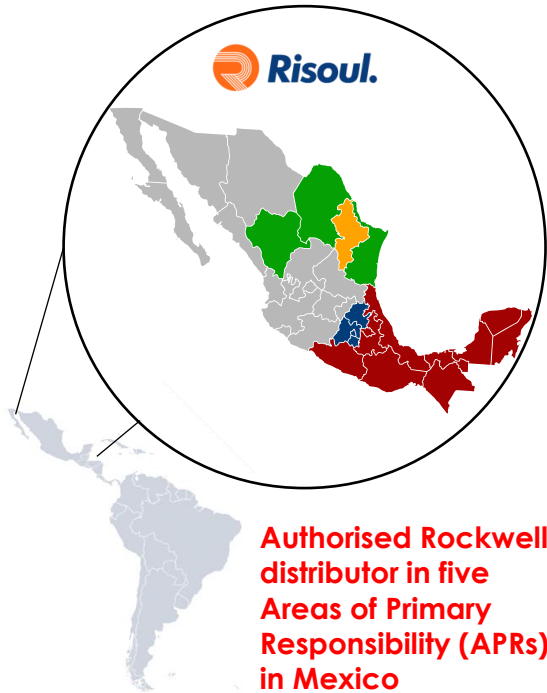 Risoul.
Authorised Rockwell
distributor in five
Areas of Primary
Responsibility (APRs)
in Mexico